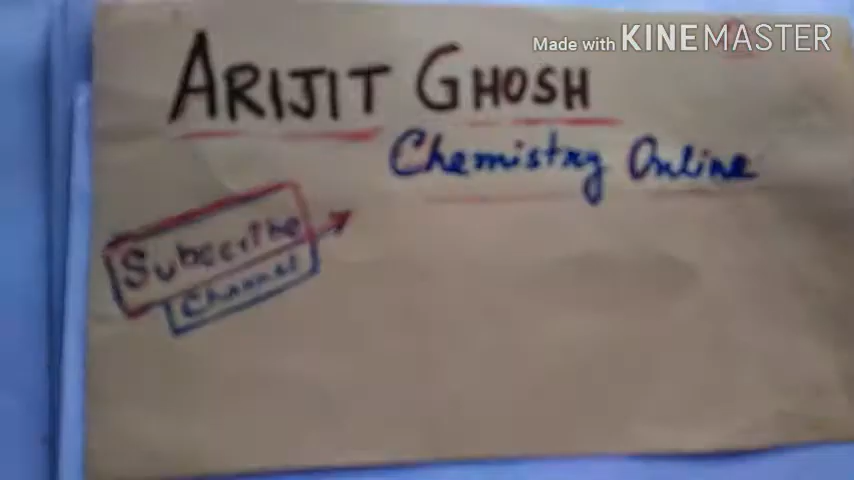 Made with KINEMASTER
ARIJIT GHOSH
Chemistry Online
Subscribe
Channel